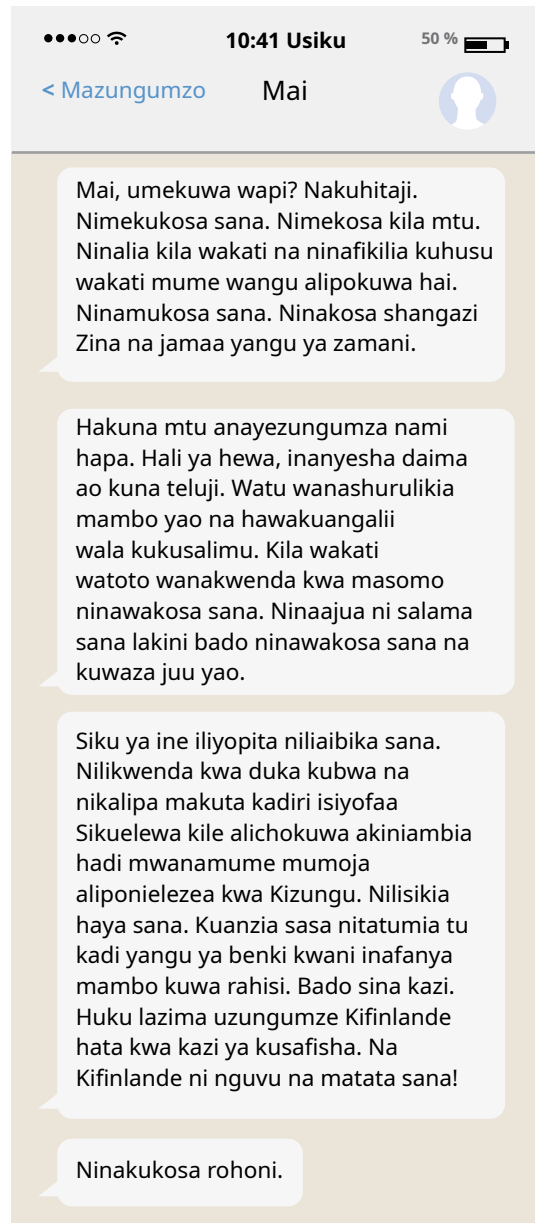 10:41 Usiku
50 %
< Mazungumzo
Mai
Mai, umekuwa wapi? Nakuhitaji.
Nimekukosa sana. Nimekosa kila mtu.
Ninalia kila wakati na ninafikilia kuhusu
wakati mume wangu alipokuwa hai.
Ninamukosa sana. Ninakosa shangazi
Zina na jamaa yangu ya zamani.
Hakuna mtu anayezungumza nami
hapa. Hali ya hewa, inanyesha daima
ao kuna teluji. Watu wanashurulikia
mambo yao na hawakuangalii
wala kukusalimu. Kila wakati
watoto wanakwenda kwa masomo
ninawakosa sana. Ninaajua ni salama
sana lakini bado ninawakosa sana na
kuwaza juu yao.
Siku ya ine iliyopita niliaibika sana.
Nilikwenda kwa duka kubwa na
nikalipa makuta kadiri isiyofaa
Sikuelewa kile alichokuwa akiniambia
hadi mwanamume mumoja
aliponielezea kwa Kizungu. Nilisikia
haya sana. Kuanzia sasa nitatumia tu
kadi yangu ya benki kwani inafanya
mambo kuwa rahisi. Bado sina kazi.
Huku lazima uzungumze Kifinlande
hata kwa kazi ya kusafisha. Na
Kifinlande ni nguvu na matata sana!
Ninakukosa rohoni.